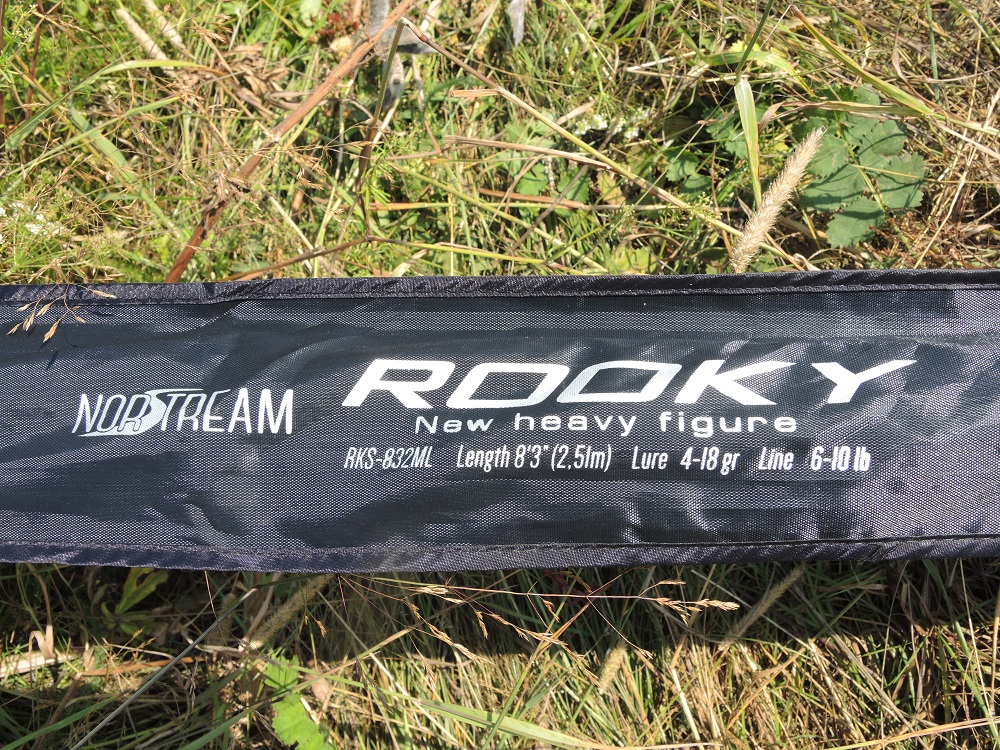 NORSTREAM
ROOKY
New heavy figure
RKS-832ML Length 8'3" (2,51m) Lure 4-18 gr Line 6-10 lb